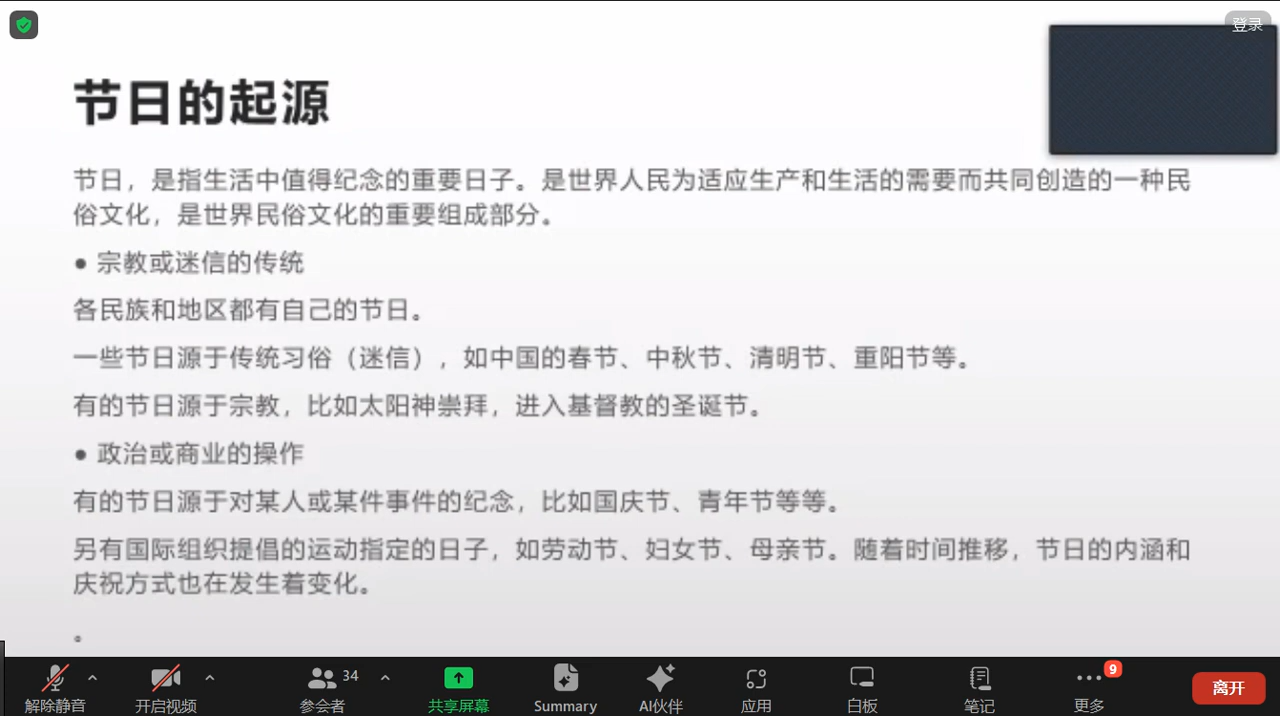 登录
节日的起源
节日，是指生活中值得纪念的重要日子。是世界人民为适应生产和生活的需要而共同创造的一种民
俗文化，是世界民俗文化的重要组成部分。
● 宗教或迷信的传统
各民族和地区都有自己的节日。
一些节日源于传统习俗（迷信），如中国的春节、中秋节、清明节、重阳节等。
有的节日源于宗教，比如太阳神崇拜，进入基督教的圣诞节。
● 政治或商业的操作
有的节日源于对某人或某件事件的纪念，比如国庆节、青年节等等。
另有国际组织提倡的运动指定的日子，如劳动节、妇女节、母亲节。随着时间推移，节日的内涵和
庆祝方式也在发生着变化。
。
34
9
解除静音 开启视频 参会者 共享屏幕 Summary AI伙伴 应用 白板 笔记 更多 离开